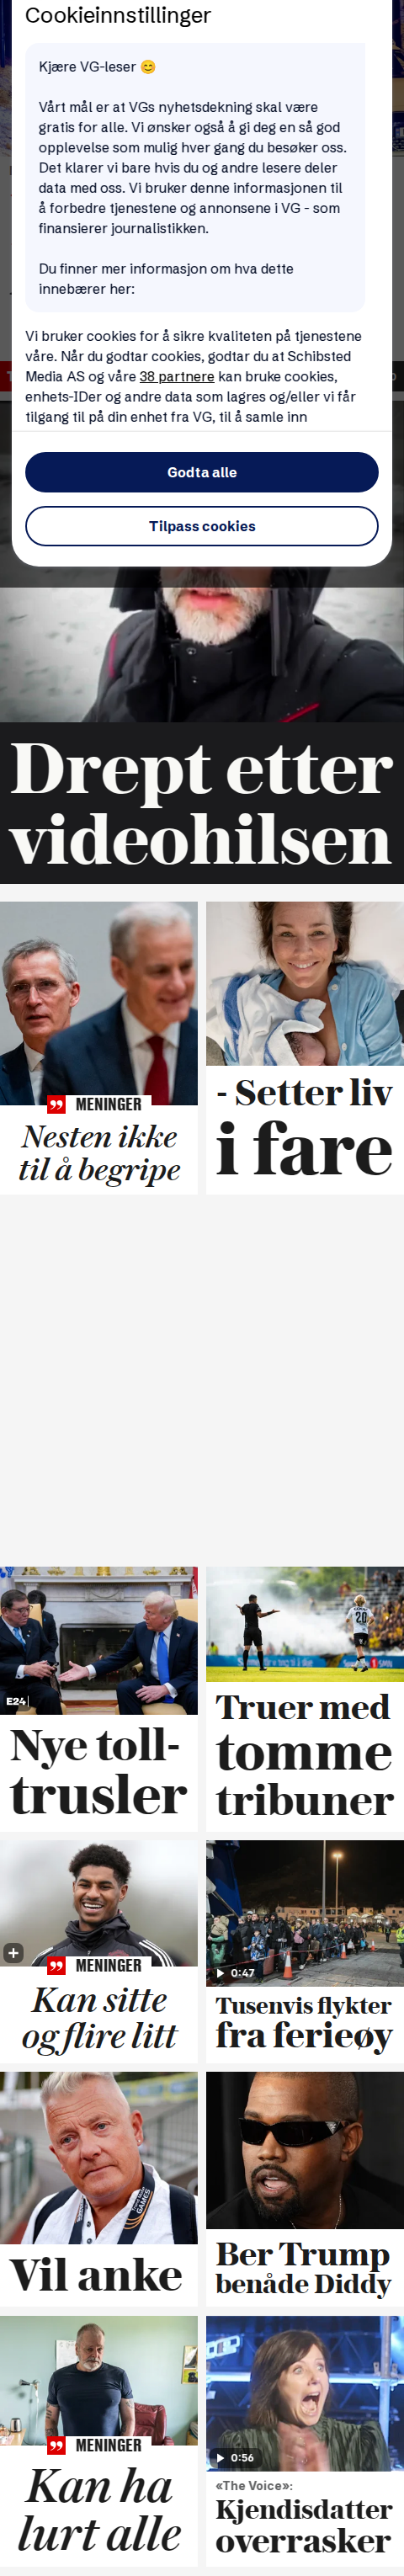 Cookieinnstillinger
Kjære VG-leser 😊
Vårt mål er at VGs nyhetsdekning skal være
gratis for alle. Vi ønsker også å gi deg en så god
opplevelse som mulig hver gang du besøker oss.
Det klarer vi bare hvis du og andre lesere deler
data med oss. Vi bruker denne informasjonen til
å forbedre tjenestene og annonsene i VG - som
finansierer journalistikken.
Du finner mer informasjon om hva dette
innebærer her:
Vi bruker cookies for å sikre kvaliteten på tjenestene
våre. Når du godtar cookies, godtar du at Schibsted
Media AS og våre 38 partnere kan bruke cookies,
enhets-IDer og andre data som lagres og/eller vi får
tilgang til på din enhet fra VG, til å samle inn
Godta alle
Tilpass cookies
Drept etter
videohilsen
MENINGER
Nesten ikke
til å begripe
- Setter liv
i fare
E24
Nye toll-
trusler
20
Truer med
tomme
tribuner
MENINGER
Kan sitte
og flire litt
0:47
Tusenvis flykter
fra ferieøy
Vil anke
Ber Trump
benåde Diddy
MENINGER
Kan ha
lurt alle
0:56
«The Voice»:
Kjendisdatter
overrasker